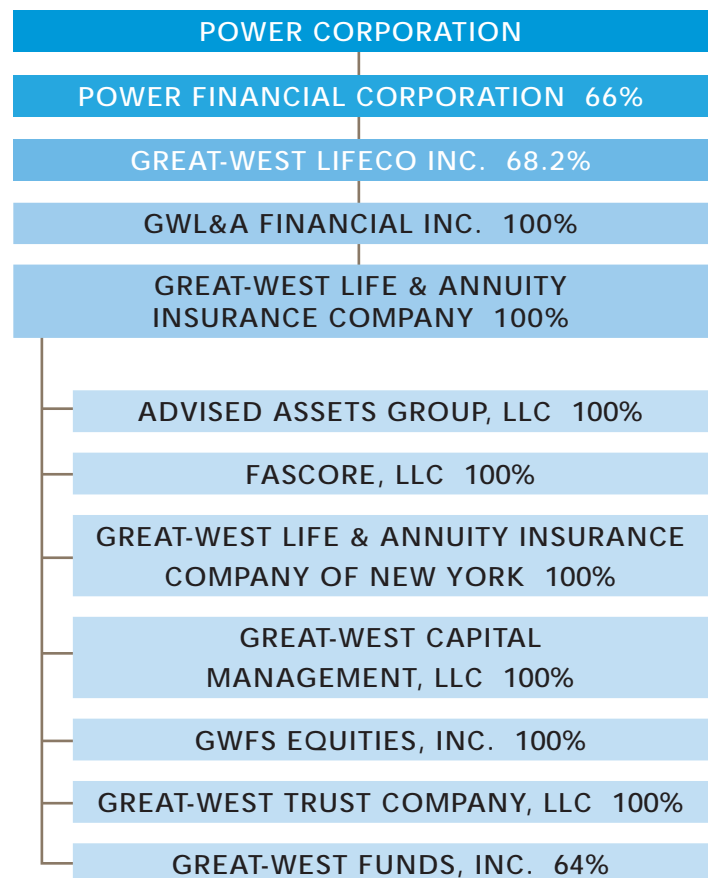 POWER CORPORATION
POWER FINANCIAL CORPORATION 66%
GREAT-WEST LIFECO INC. 68.2%
GWL&A FINANCIAL INC. 100%
GREAT-WEST LIFE & ANNUITY
INSURANCE COMPANY 100%
ADVISED ASSETS GROUP, LLC 100%
FASCORE, LLC 100%
GREAT-WEST LIFE & ANNUITY INSURANCE
COMPANY OF NEW YORK 100%
GREAT-WEST CAPITAL
MANAGEMENT, LLC 100%
GWFS EQUITIES, INC. 100%
GREAT-WEST TRUST COMPANY, LLC 100%
GREAT-WEST FUNDS, INC. 64%